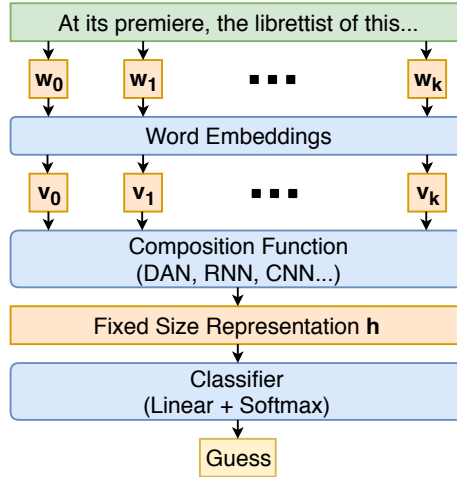 At its premiere, the librettist of this...
w0 w1 ... wk
Word Embeddings
v0 v1 ... vk
Composition Function
(DAN, RNN, CNN...)
Fixed Size Representation h
Classifier
(Linear + Softmax)
Guess